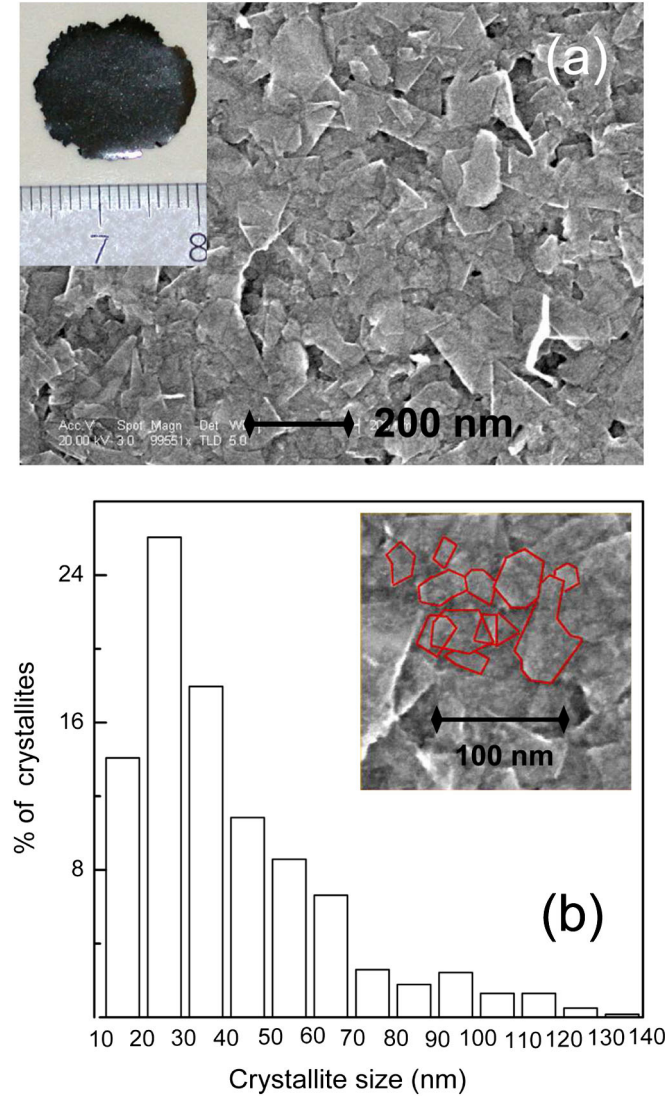 (a)
7 8
Acc.V Spot Magn Det
20.00 kV 3.0 99551x TLD 5.0
200 nm
24
16
8
% of crystallites
100 nm
(b)
10 20 30 40 50 60 70 80 90 100 110 120 130 140
Crystallite size (nm)